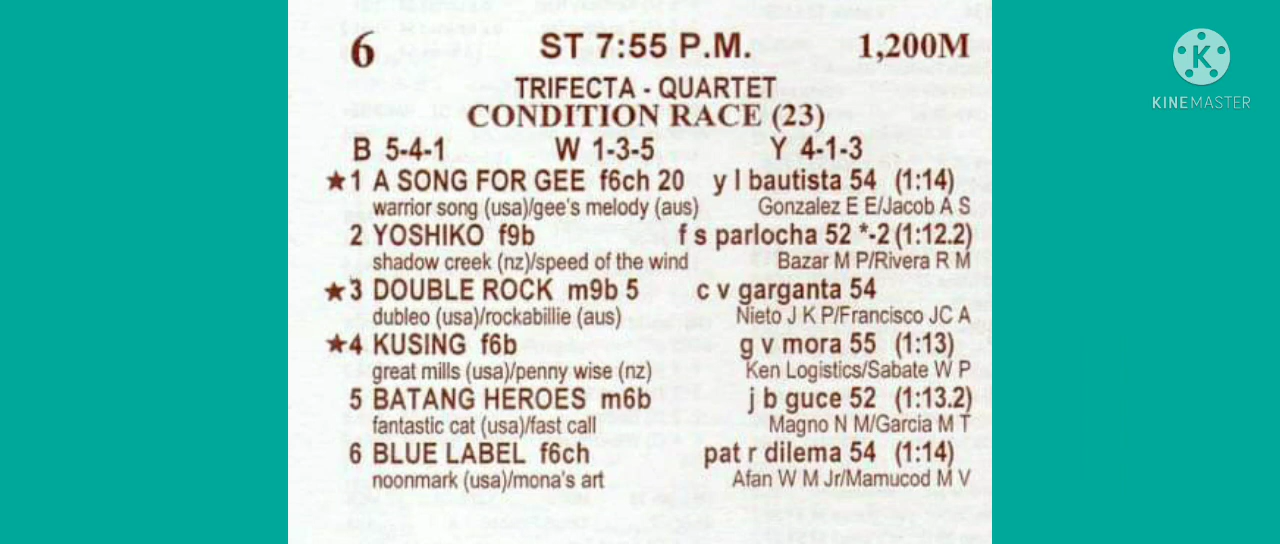 6 ST 7:55 P.M. 1,200M
TRIFECTA - QUARTET
CONDITION RACE (23)
B 5-4-1 W 1-3-5 Y 4-1-3
★1 A SONG FOR GEE f6ch 20 y l bautista 54 (1:14)
warrior song (usa)/gee's melody (aus) Gonzalez E E/Jacob A S
2 YOSHIKO f9b f s parlocha 52 *-2 (1:12.2)
shadow creek (nz)/speed of the wind Bazar M P/Rivera R M
★3 DOUBLE ROCK m9b 5 c v garganta 54
dubleo (usa)/rockabillie (aus) Nieto J K P/Francisco JC A
★4 KUSING f6b g v mora 55 (1:13)
great mills (usa)/penny wise (nz) Ken Logistics/Sabate W P
5 BATANG HEROES m6b j b guce 52 (1:13.2)
fantastic cat (usa)/fast call Magno N M/Garcia M T
6 BLUE LABEL f6ch pat r dilema 54 (1:14)
noonmark (usa)/mona's art Afan W M Jr/Mamucod M V
K
KINEMASTER